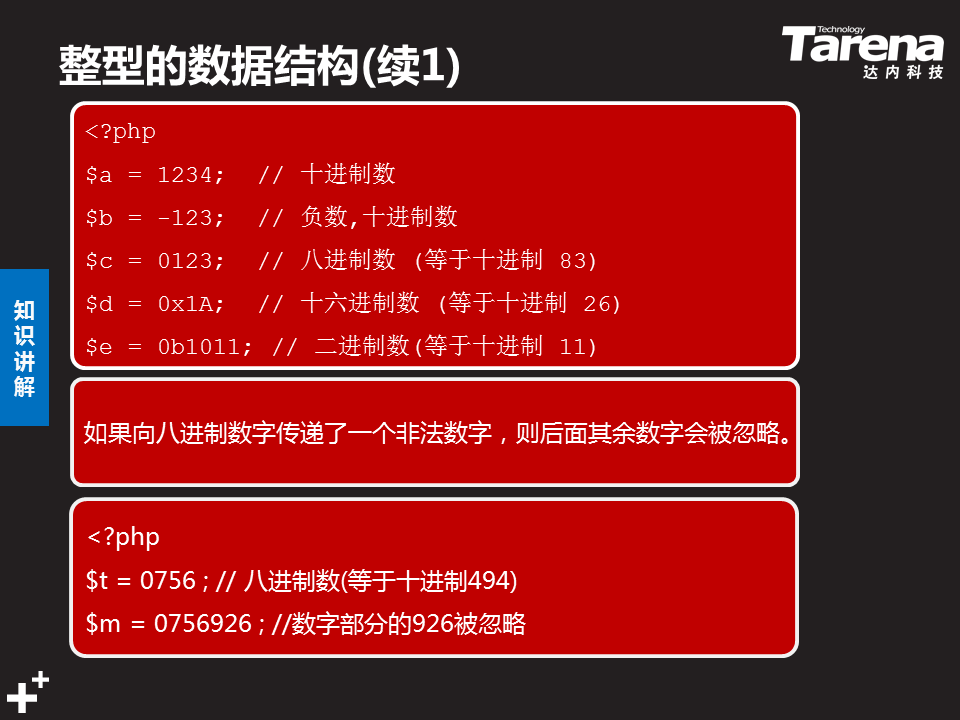 整型的数据结构(续1)
Technology
Tarena
达内科技
<?php
$a = 1234;  // 十进制数
$b = -123;  // 负数,十进制数
$c = 0123;  // 八进制数 (等于十进制 83)
$d = 0x1A;  // 十六进制数 (等于十进制 26)
$e = 0b1011; // 二进制数(等于十进制 11)
知识讲解
如果向八进制数字传递了一个非法数字，则后面其余数字会被忽略。
<?php
$t = 0756 ; // 八进制数(等于十进制494)
$m = 0756926 ; //数字部分的926被忽略